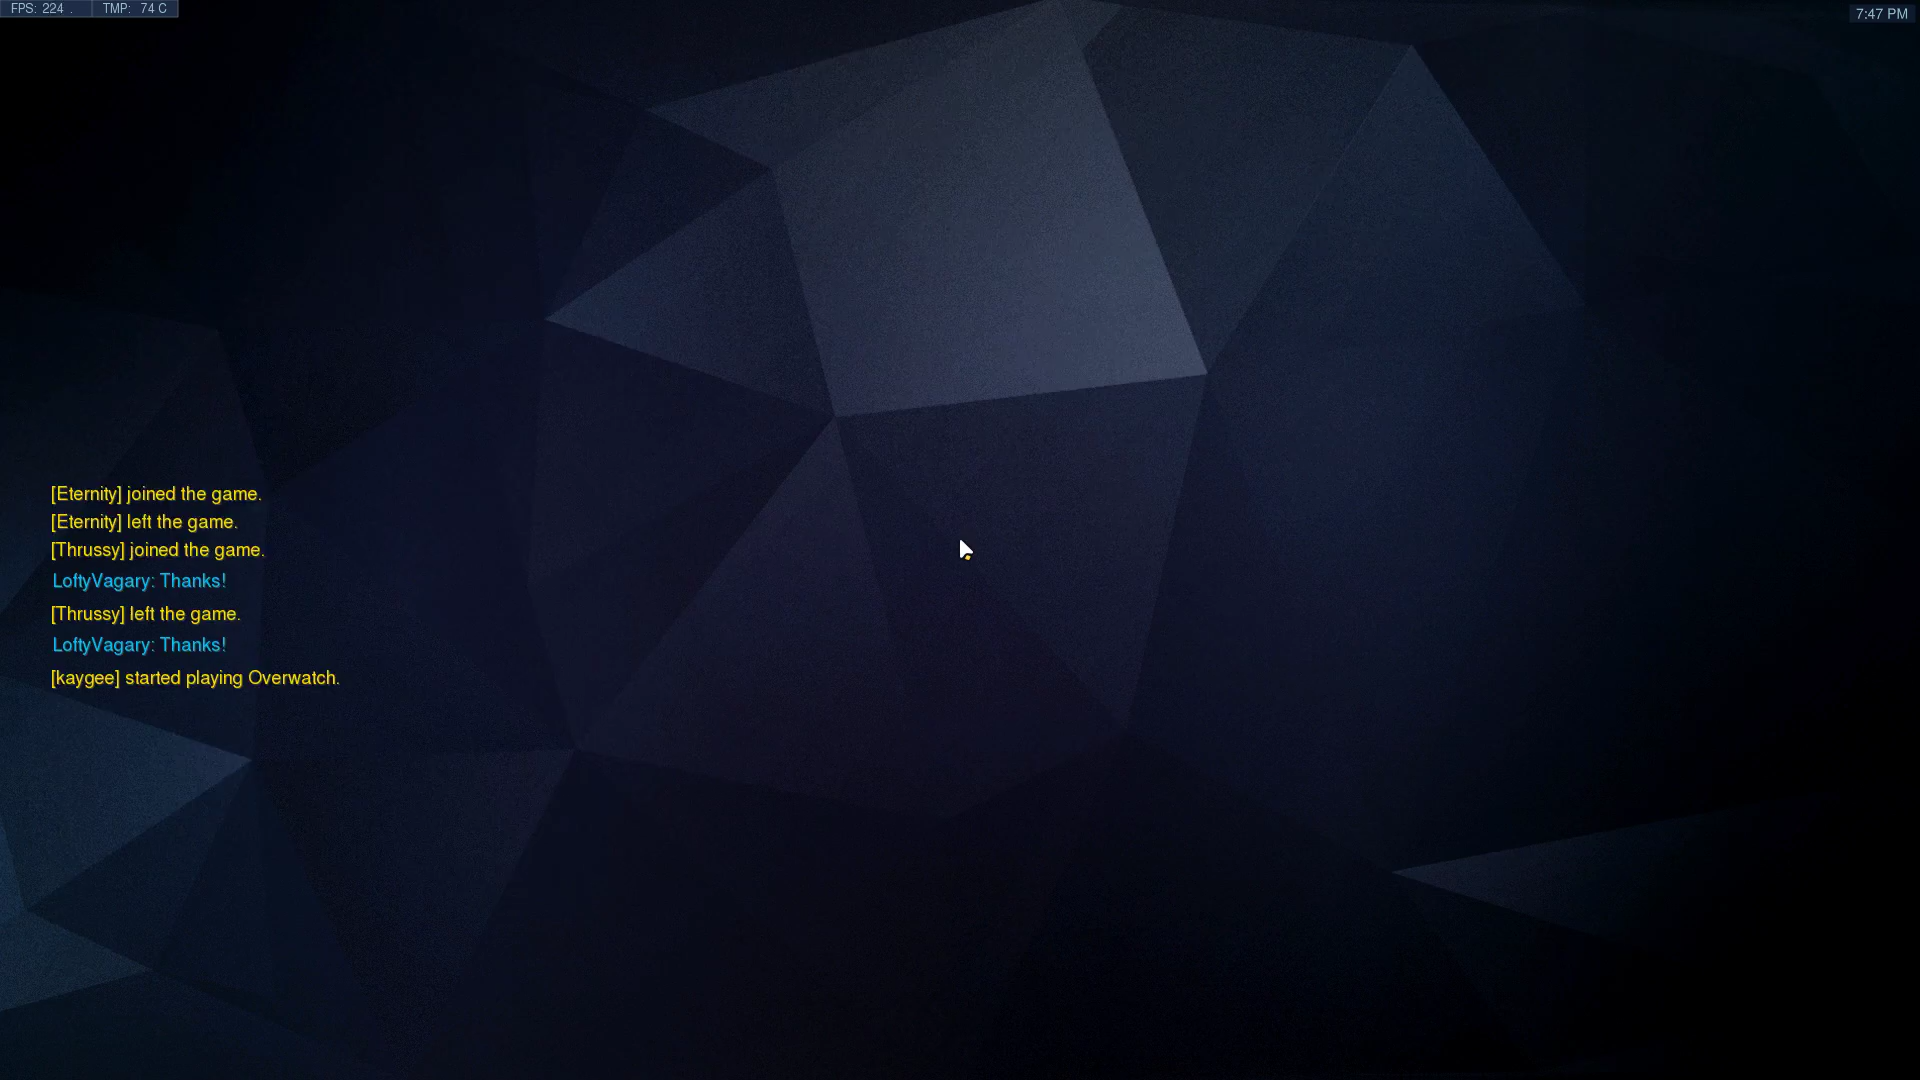 FPS: 224 . TMP: 74 C
7:47 PM
[Eternity] joined the game.
[Eternity] left the game.
[Thrussy] joined the game.
LoftyVagary: Thanks!
[Thrussy] left the game.
LoftyVagary: Thanks!
[kaygee] started playing Overwatch.